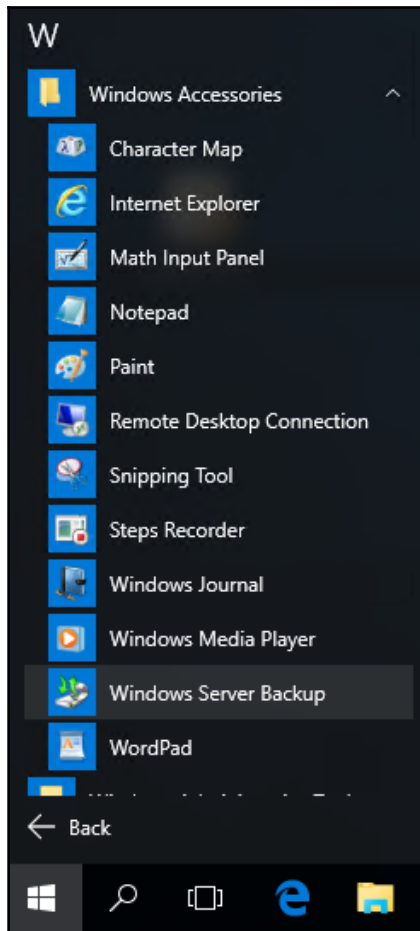 W
Windows Accessories
Character Map
Internet Explorer
Math Input Panel
Notepad
Paint
Remote Desktop Connection
Snipping Tool
Steps Recorder
Windows Journal
Windows Media Player
Windows Server Backup
WordPad
Back